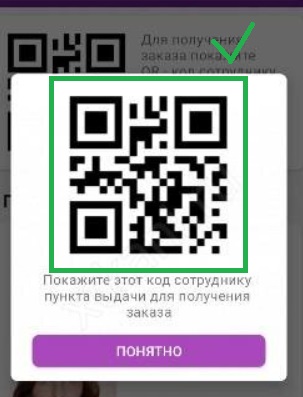 Для получения
заказа покажите
QR - код сотруднику
Покажите этот код сотруднику
пункта выдачи для получения
заказа
ПОНЯТНО